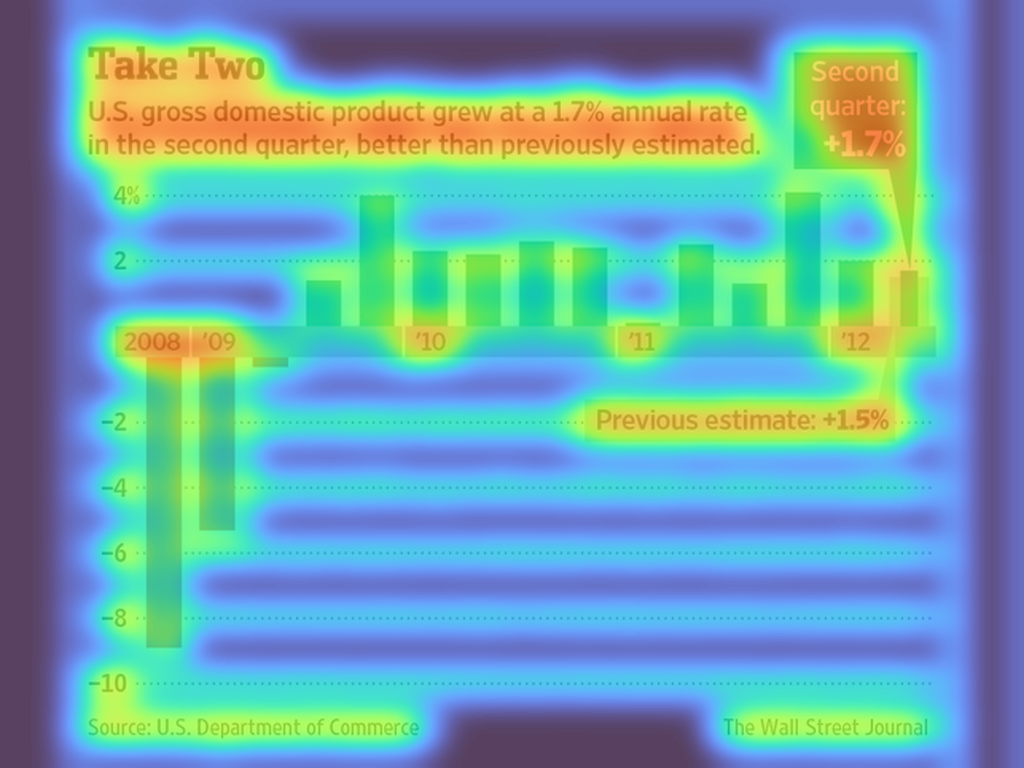 Take Two
U.S. gross domestic product grew at a 1.7% annual rate
in the second quarter, better than previously estimated.
Second
quarter:
+1.7%
4%
2
2008 '09 '10 '11 '12
Previous estimate: +1.5%
−2
−4
−6
−8
−10
Source: U.S. Department of Commerce
The Wall Street Journal